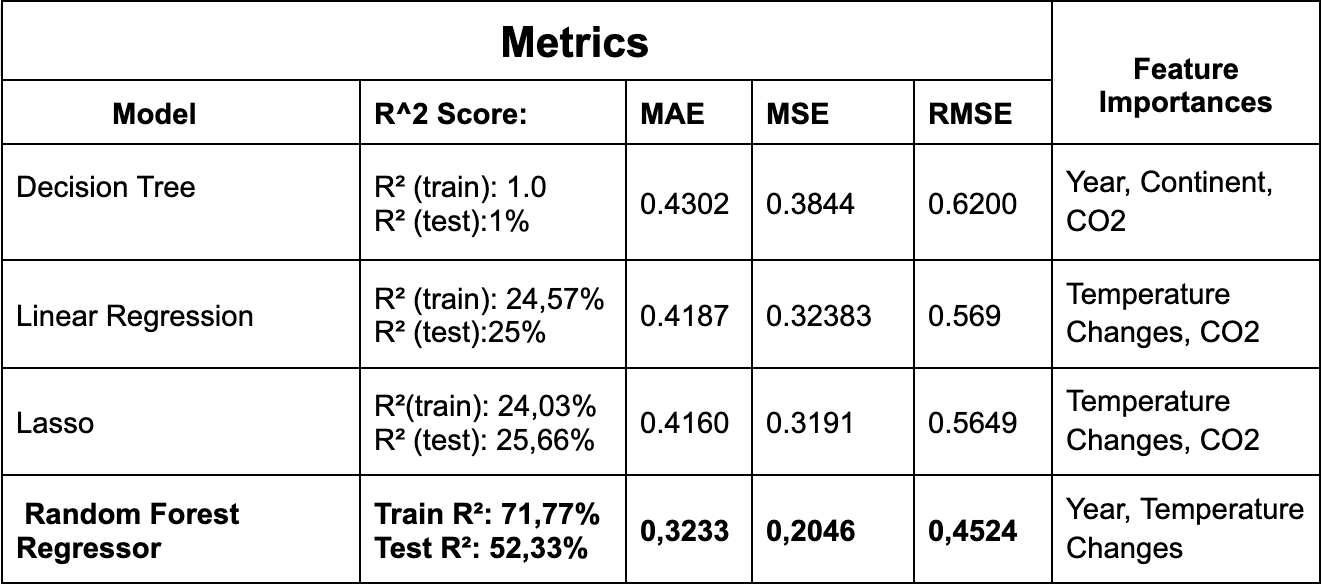 Metrics
Feature
Importances
Model
R^2 Score:
MAE
MSE
RMSE
Decision Tree
R² (train): 1.0
R² (test):1%
0.4302
0.3844
0.6200
Year, Continent,
CO2
Linear Regression
R² (train): 24,57%
R² (test):25%
0.4187
0.32383
0.569
Temperature
Changes, CO2
Lasso
R²(train): 24,03%
R² (test): 25,66%
0.4160
0.3191
0.5649
Temperature
Changes, CO2
Random Forest
Regressor
Train R²: 71,77%
Test R²: 52,33%
0,3233
0,2046
0,4524
Year, Temperature
Changes